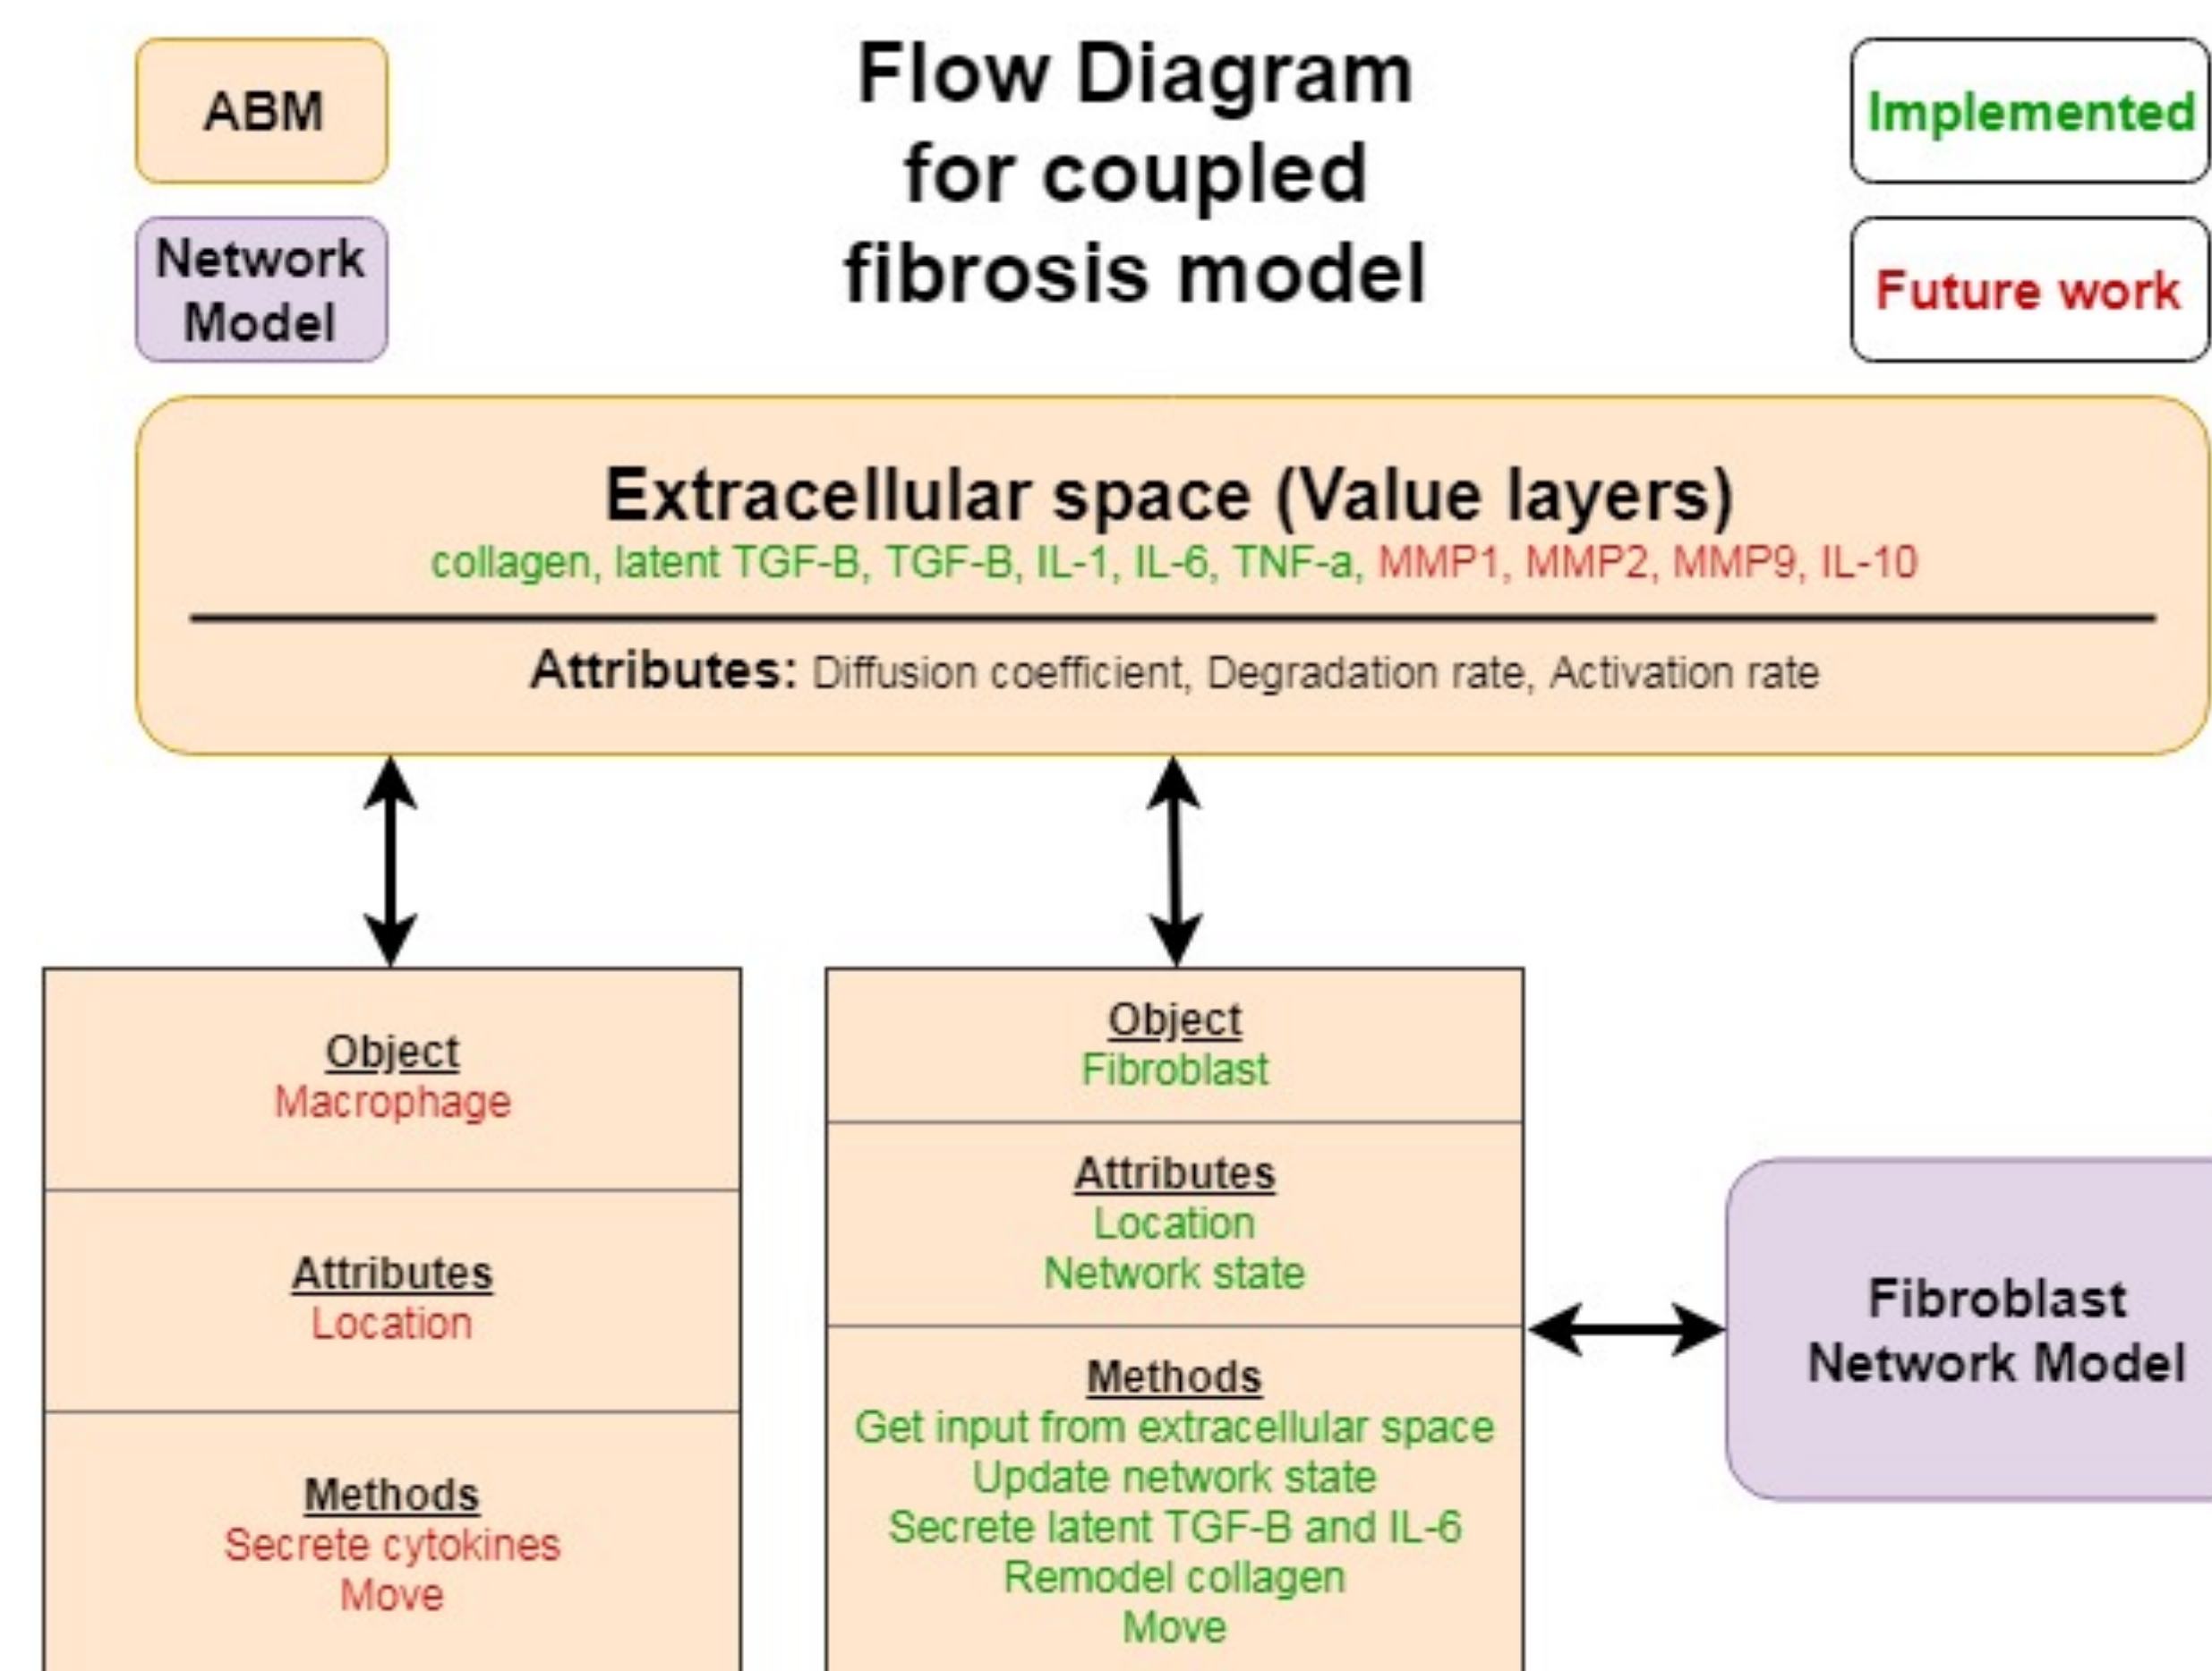 ABM
Flow Diagram
for coupled
fibrosis model
Implemented
Network
Model
Future work
Extracellular space (Value layers)
collagen, latent TGF-B, TGF-B, IL-1, IL-6, TNF-a, MMP1, MMP2, MMP9, IL-10
Attributes: Diffusion coefficient, Degradation rate, Activation rate
Object
Macrophage
Attributes
Location
Methods
Secrete cytokines
Move
Object
Fibroblast
Attributes
Location
Network state
Methods
Get input from extracellular space
Update network state
Secrete latent TGF-B and IL-6
Remodel collagen
Move
Fibroblast
Network Model